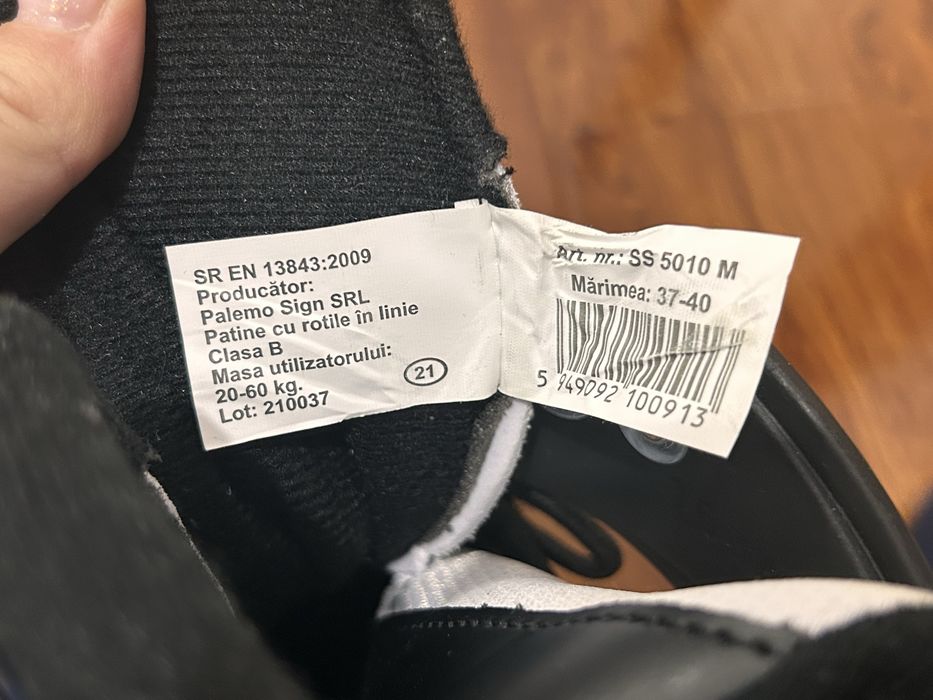 SR EN 13843:2009
Producător:
Palemo Sign SRL
Patine cu rotile în linie
Clasa B
Masa utilizatorului:
20-60 kg.
Lot: 210037
21
Art. nr.: SS 5010 M
Mărimea: 37-40
5 949092 100913